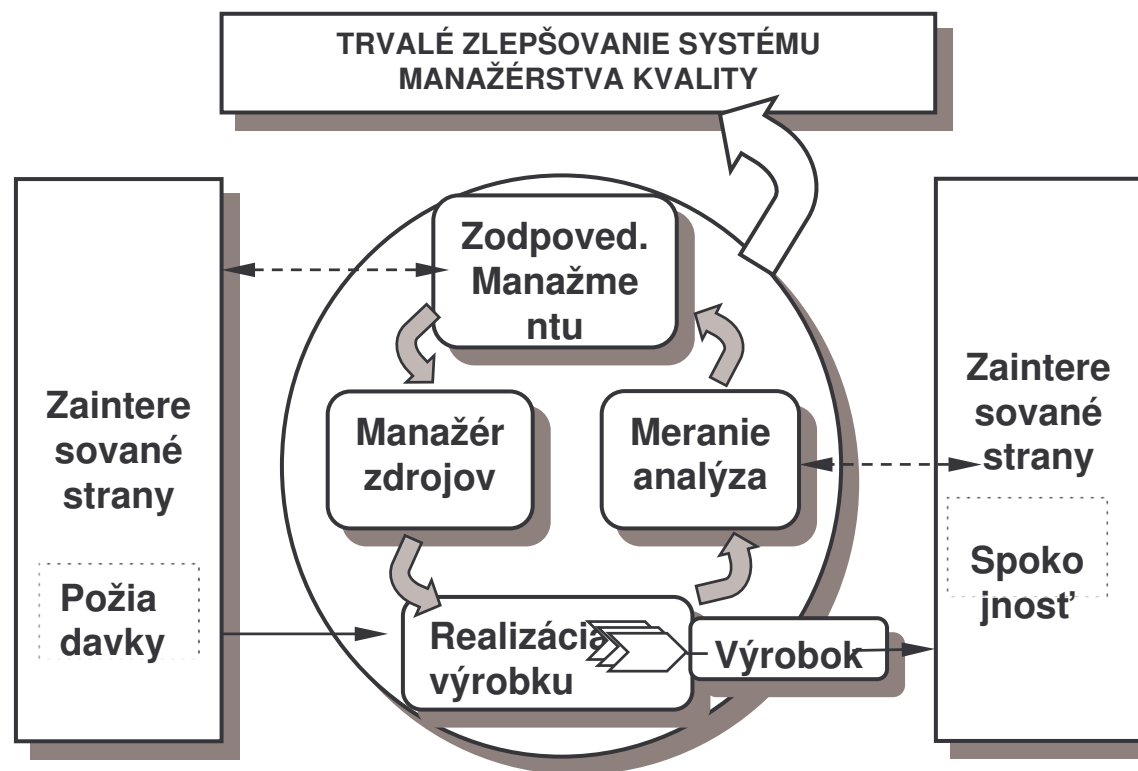 TRVALÉ ZLEPŠOVANIE SYSTÉMU
MANAŽÉRSTVA KVALITY
Zodpoved.
Manažme
ntu
Zaintere
sované
strany
Požia
davky
Manažér
zdrojov
Meranie
analýza
Zaintere
sované
strany
Spoko
jnosť
Realizácia
výrobku
Výrobok